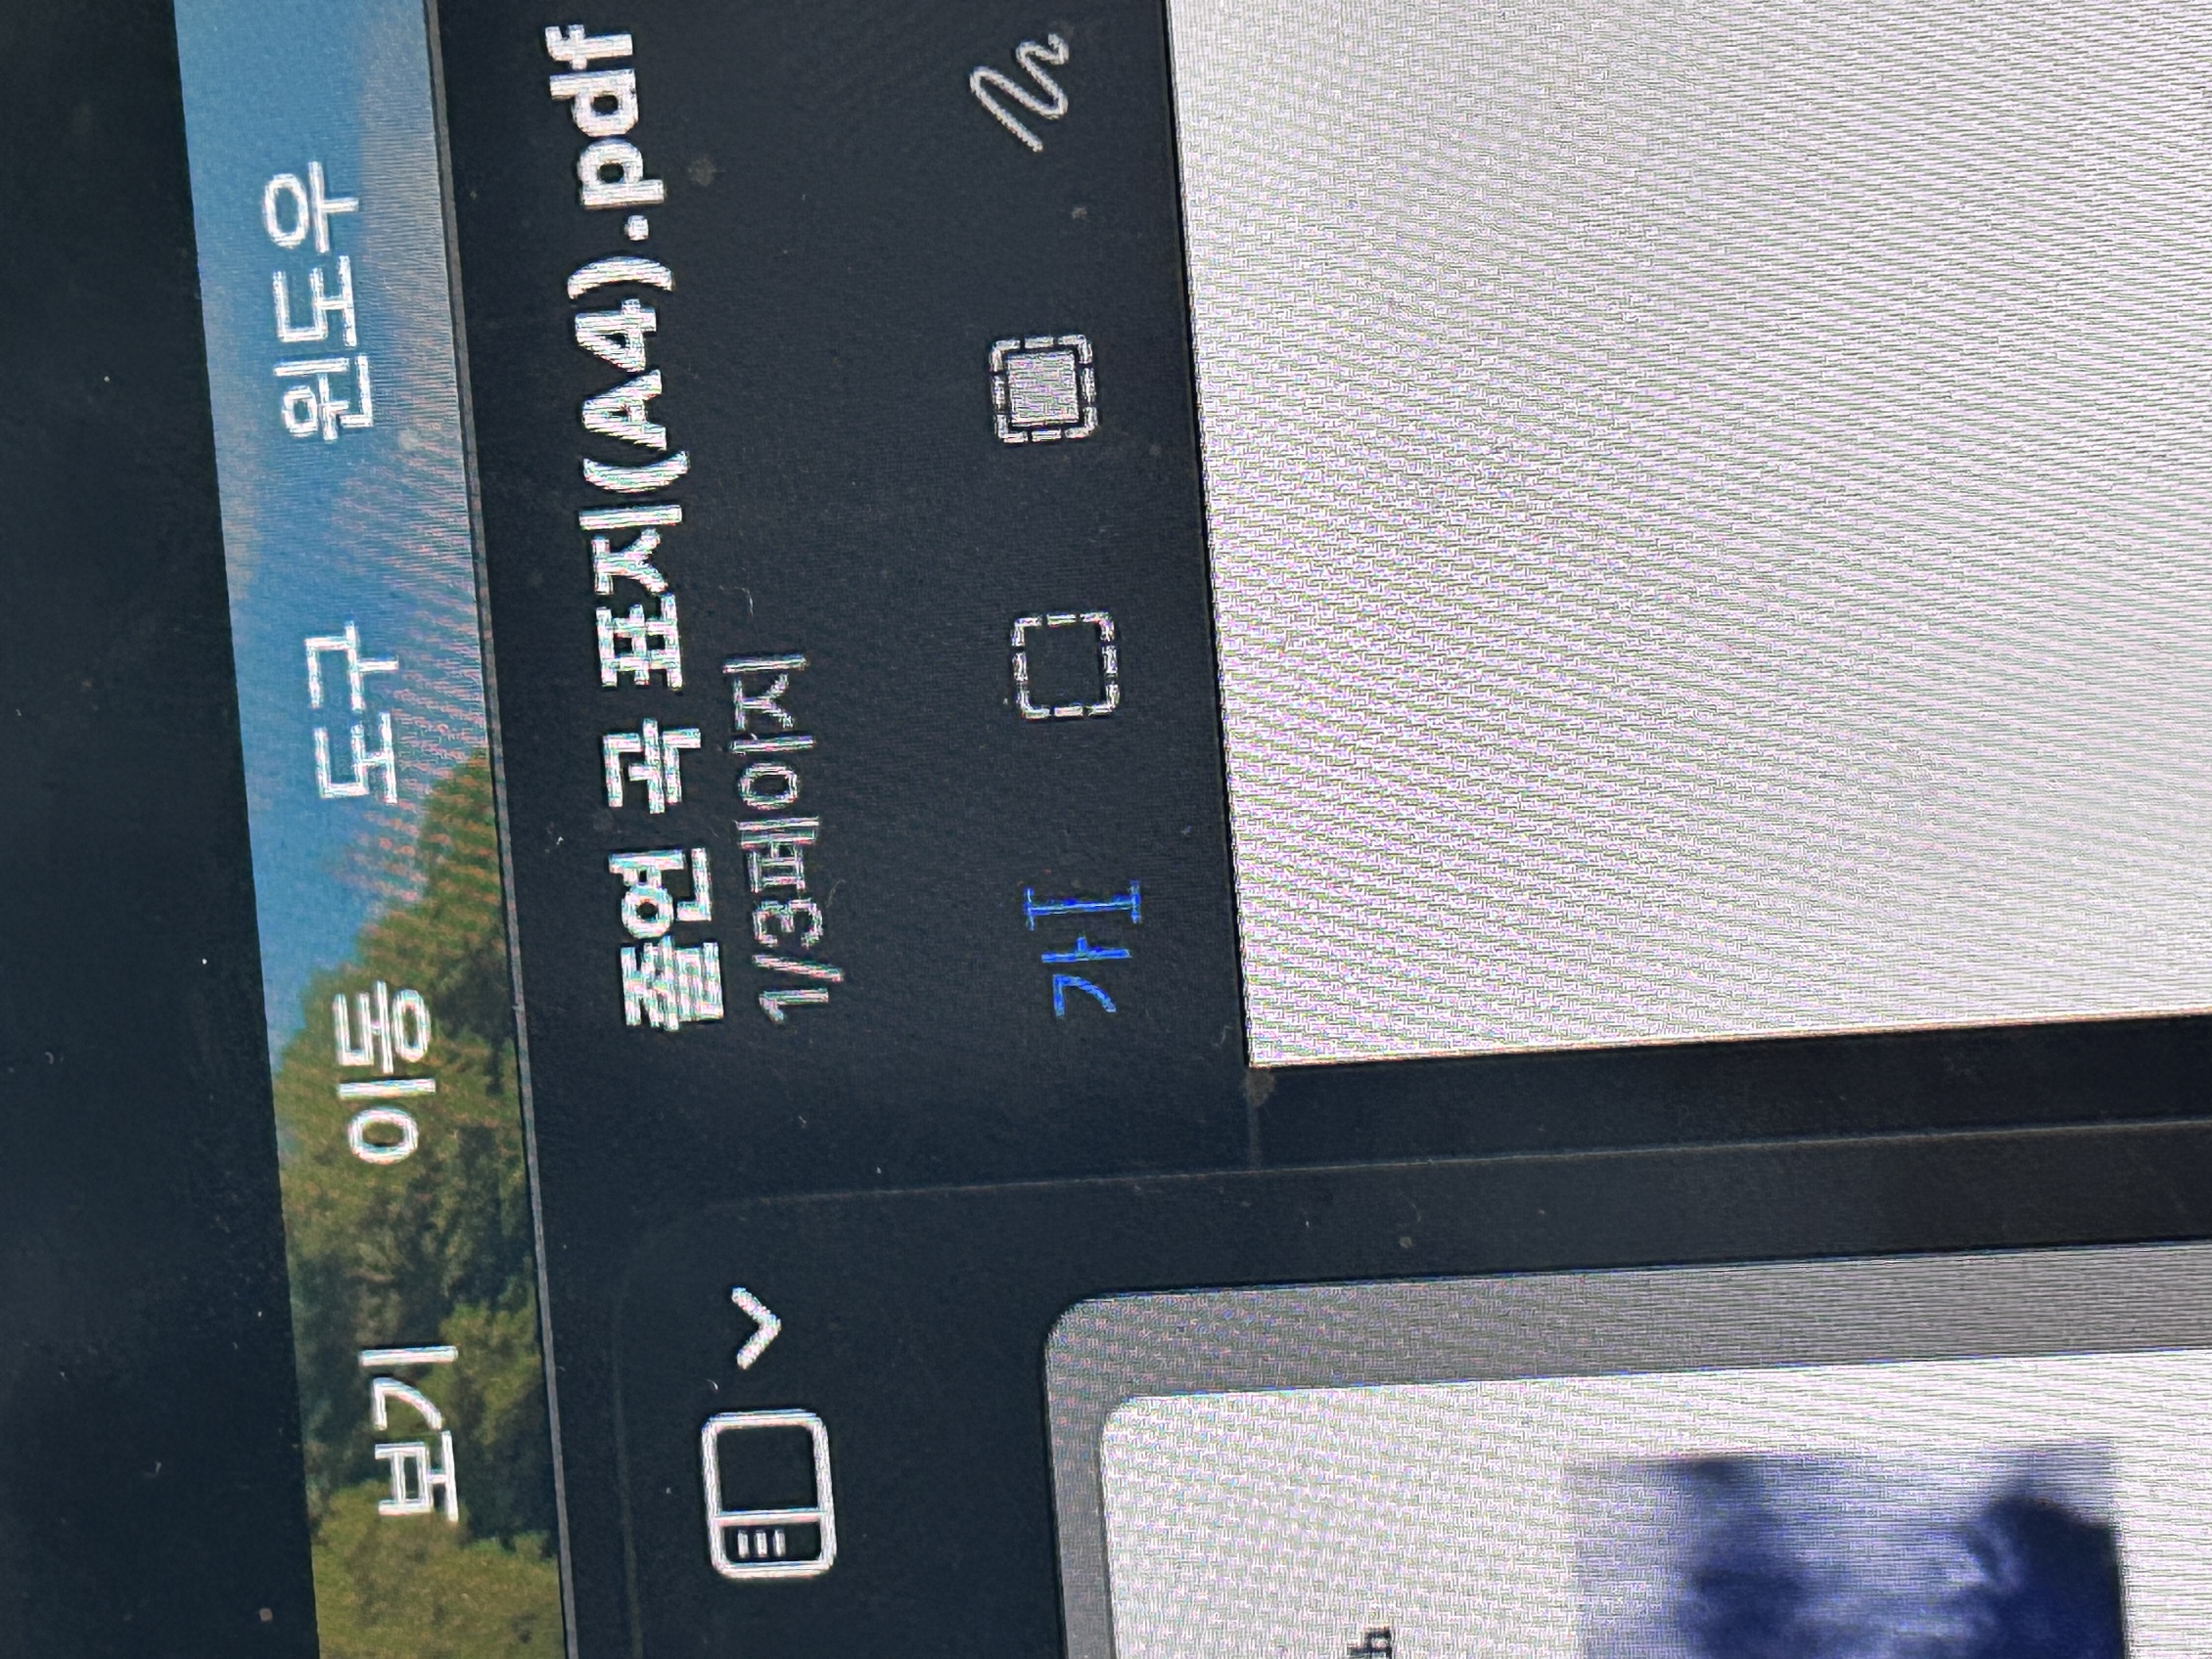 보기 이동 도구 윈도우
졸연 곡 표지(A4).pdf
1/3페이지
가
h